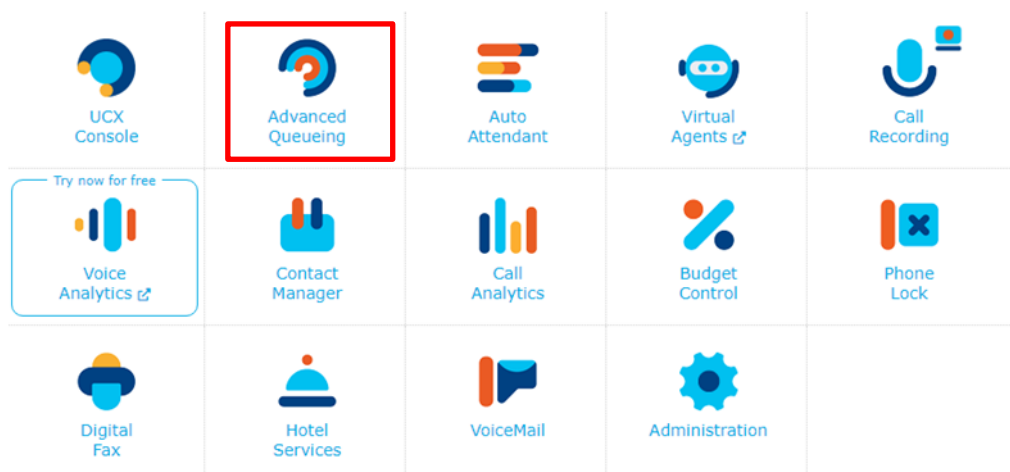 UCX
Console
Advanced
Queueing
Auto
Attendant
Virtual
Agents
Call
Recording
Try now for free
Voice
Analytics
Contact
Manager
Call
Analytics
Budget
Control
Phone
Lock
Digital
Fax
Hotel
Services
VoiceMail
Administration